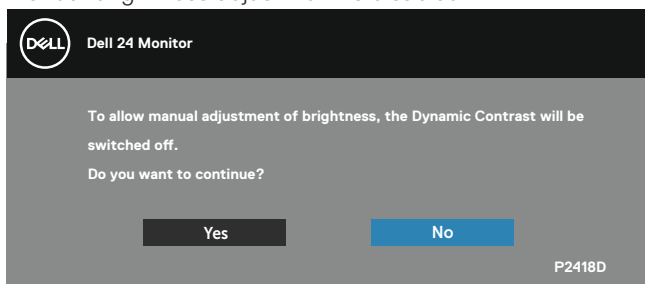 DELL
Dell 24 Monitor
To allow manual adjustment of brightness, the Dynamic Contrast will be
switched off.
Do you want to continue?
Yes No
P2418D